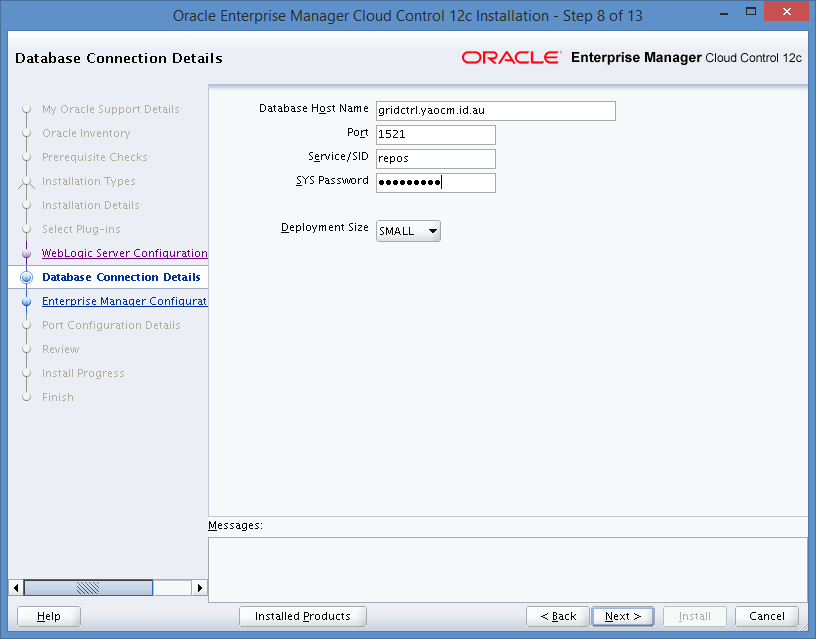 Oracle Enterprise Manager Cloud Control 12c Installation - Step 8 of 13
Database Connection Details
ORACLE Enterprise Manager Cloud Control 12c
My Oracle Support Details
Oracle Inventory
Prerequisite Checks
Installation Types
Installation Details
Select Plug-ins
WebLogic Server Configuration
Database Connection Details
Enterprise Manager Configurat
Port Configuration Details
Review
Install Progress
Finish
Database Host Name gridctrl.yaocm.id.au
Port 1521
Service/SID repos
SYS Password •••••••••
Deployment Size SMALL
Messages:
Help Installed Products < Back Next > Install Cancel